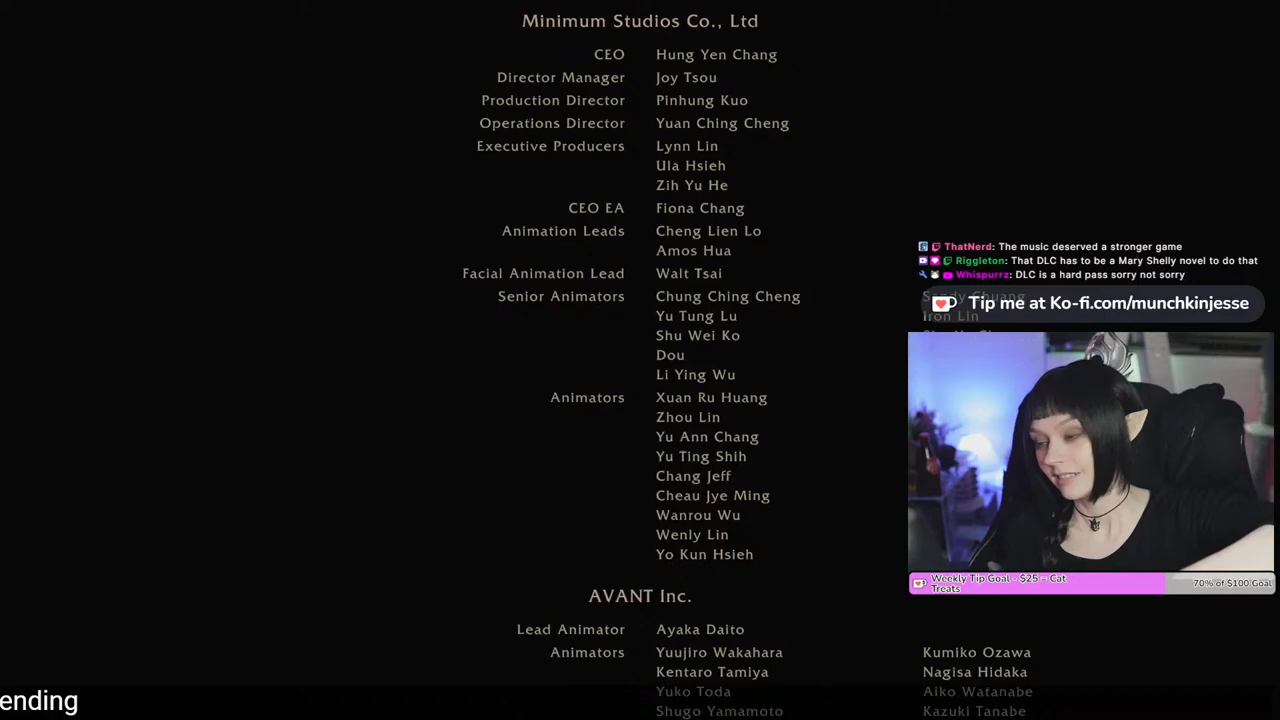 Minimum Studios Co., Ltd
CEO Hung Yen Chang
Director Manager Joy Tsou
Production Director Pinhung Kuo
Operations Director Yuan Ching Cheng
Executive Producers Lynn Lin
Ula Hsieh
Zih Yu He
CEO EA Fiona Chang
Animation Leads Cheng Lien Lo
Amos Hua
Facial Animation Lead Walt Tsai
Senior Animators Chung Ching Cheng
Yu Tung Lu
Iron Lin
Shu Wei Ko
Dou
Li Ying Wu
Animators Xuan Ru Huang
Zhou Lin
Yu Ann Chang
Yu Ting Shih
Chang Jeff
Cheau Jye Ming
Wanrou Wu
Wenly Lin
Yo Kun Hsieh
AVANT Inc.
Lead Animator Ayaka Daito
Animators Yuujiro Wakahara Kumiko Ozawa
Kentaro Tamiya Nagisa Hidaka
Yuko Toda Aiko Watanabe
Shugo Yamamoto Kazuki Tanabe
ThatNerd: The music deserved a stronger game
Riggleton: That DLC has to be a Mary Shelly novel to do that
Whispurrz: DLC is a hard pass sorry not sorry
Tip me at Ko-fi.com/munchkinjesse
Weekly Tip Goal - $25 = Cat
Treats
70% of $100 Goal
ending